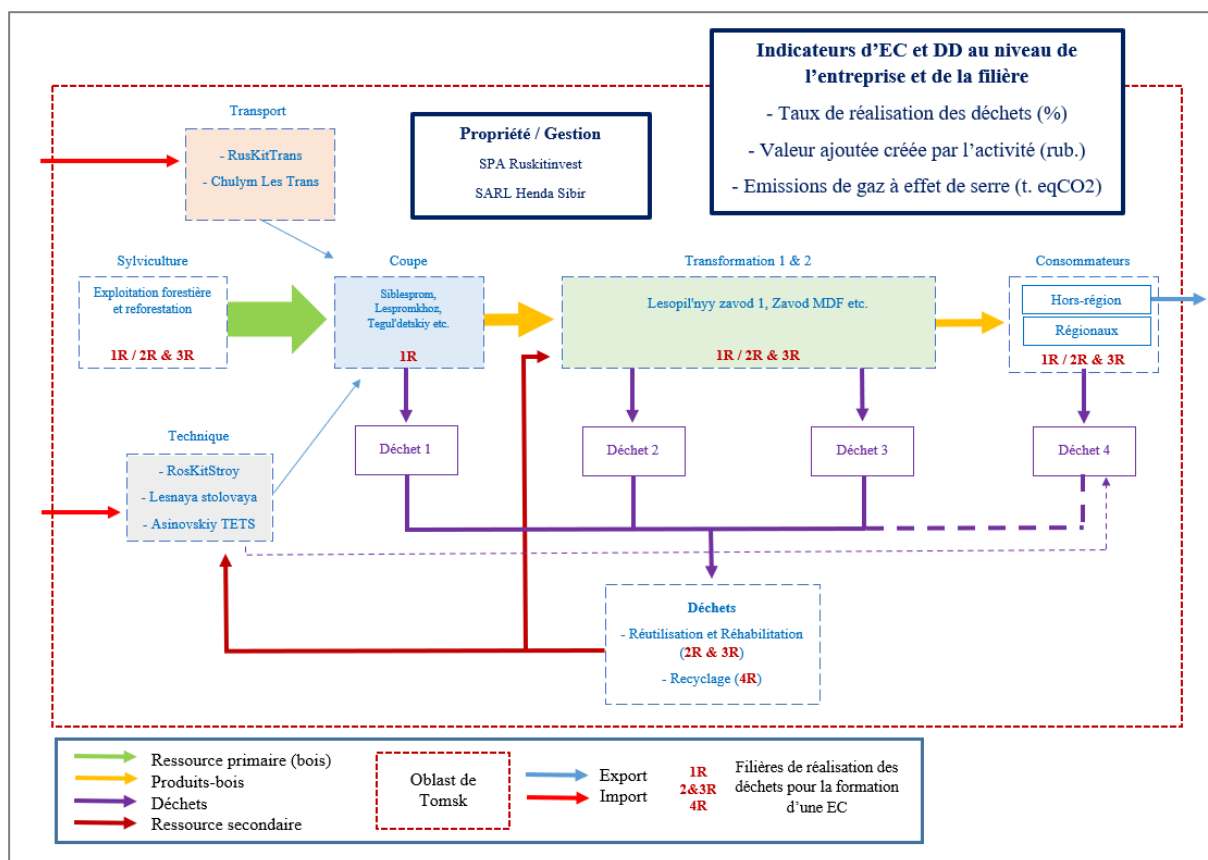 Indicateurs d'EC et DD au niveau de
l'entreprise et de la filière
- Taux de réalisation des déchets (%)
- Valeur ajoutée créée par l'activité (rub.)
- Emissions de gaz à effet de serre (t. eqCO2)
Transport
- RusKitTrans
- Chulym Les Trans
Propriété / Gestion
SPA Ruskitinvest
SARL Henda Sibir
Sylviculture
Exploitation forestière
et reforestation
1R / 2R & 3R
Coupe
Siblesprom,
Lespromkhoz,
Tegul'detskiy etc.
1R
Transformation 1 & 2
Lesopil'nyy zavod 1, Zavod MDF etc.
1R / 2R & 3R
Consommateurs
Hors-région
Régionaux
1R / 2R & 3R
Technique
- RosKitStroy
- Lesnaya stolovaya
- Asinovskiy TETS
Déchet 1
Déchet 2
Déchet 3
Déchet 4
Déchets
- Réutilisation et Réhabilitation
(2R & 3R)
- Recyclage (4R)
Ressource primaire (bois)
Produits-bois
Déchets
Ressource secondaire
Oblast de
Tomsk
Export
Import
1R
2&3R
4R
Filières de réalisation des
déchets pour la formation
d'une EC